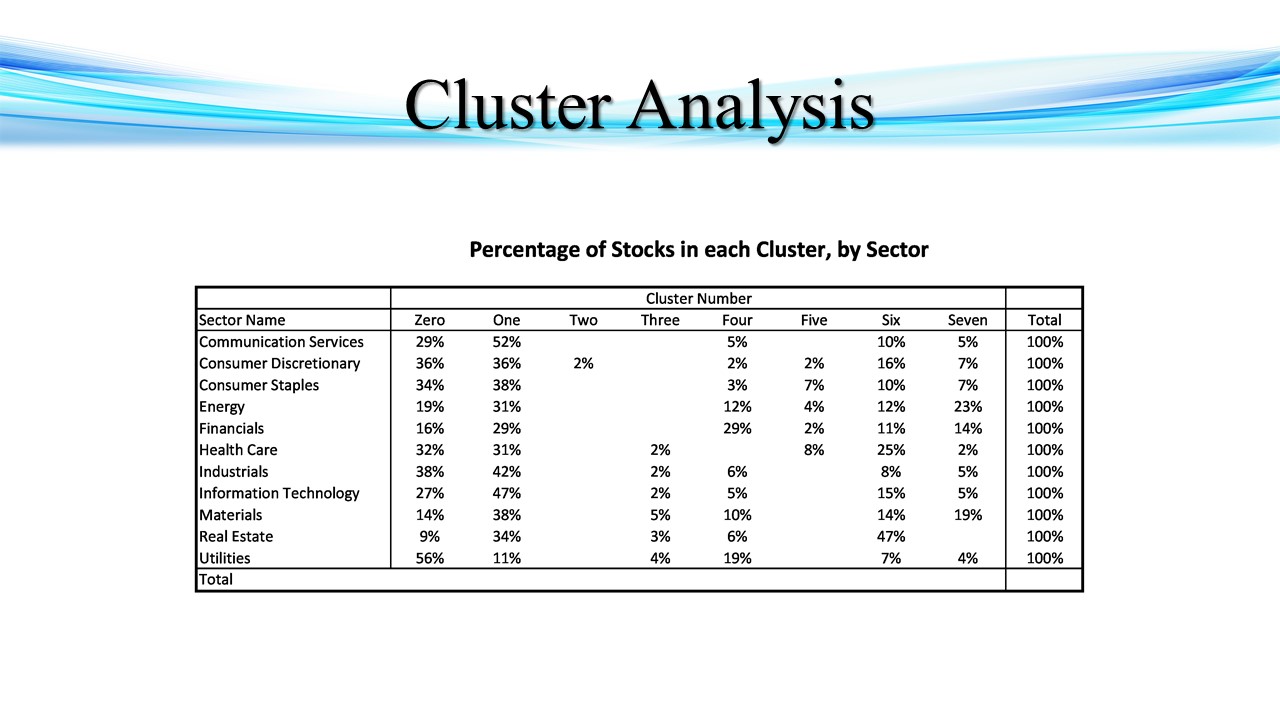 Cluster Analysis
Percentage of Stocks in each Cluster, by Sector
Cluster Number
Sector Name Zero One Two Three Four Five Six Seven Total
Communication Services 29% 52% 5% 10% 5% 100%
Consumer Discretionary 36% 36% 2% 2% 2% 16% 7% 100%
Consumer Staples 34% 38% 3% 7% 10% 7% 100%
Energy 19% 31% 12% 4% 12% 23% 100%
Financials 16% 29% 29% 2% 11% 14% 100%
Health Care 32% 31% 2% 8% 25% 2% 100%
Industrials 38% 42% 2% 6% 8% 5% 100%
Information Technology 27% 47% 2% 5% 15% 5% 100%
Materials 14% 38% 5% 10% 14% 19% 100%
Real Estate 9% 34% 3% 6% 47% 100%
Utilities 56% 11% 4% 19% 7% 4% 100%
Total